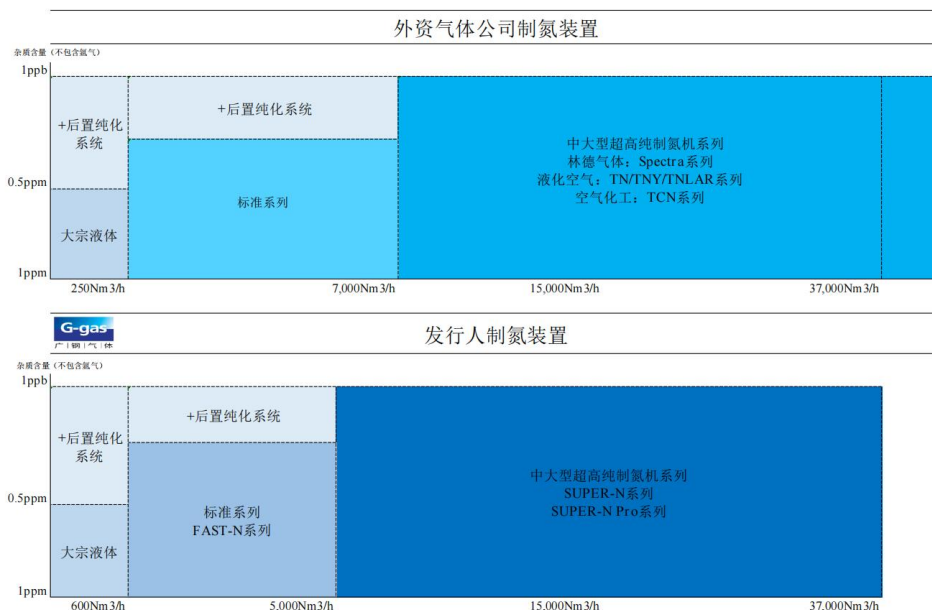 外资气体公司制氮装置
杂质含量（不包含氩气）
1ppb
+后置纯化
系统
+后置纯化系统
中大型超高纯制氮机系列
林德气体：Spectra系列
液化空气：TN/TNY/TNLAR系列
空气化工：TCN系列
0.5ppm
标准系列
大宗液体
1ppm
250Nm3/h
7,000Nm3/h
15,000Nm3/h
37,000Nm3/h
G-gas
广钢气体
发行人制氮装置
杂质含量（不包含氩气）
1ppb
+后置纯化
系统
+后置纯化系统
中大型超高纯制氮机系列
SUPER-N系列
SUPER-N Pro系列
0.5ppm
标准系列
FAST-N系列
大宗液体
1ppm
600Nm3/h
5,000Nm3/h
15,000Nm3/h
37,000Nm3/h